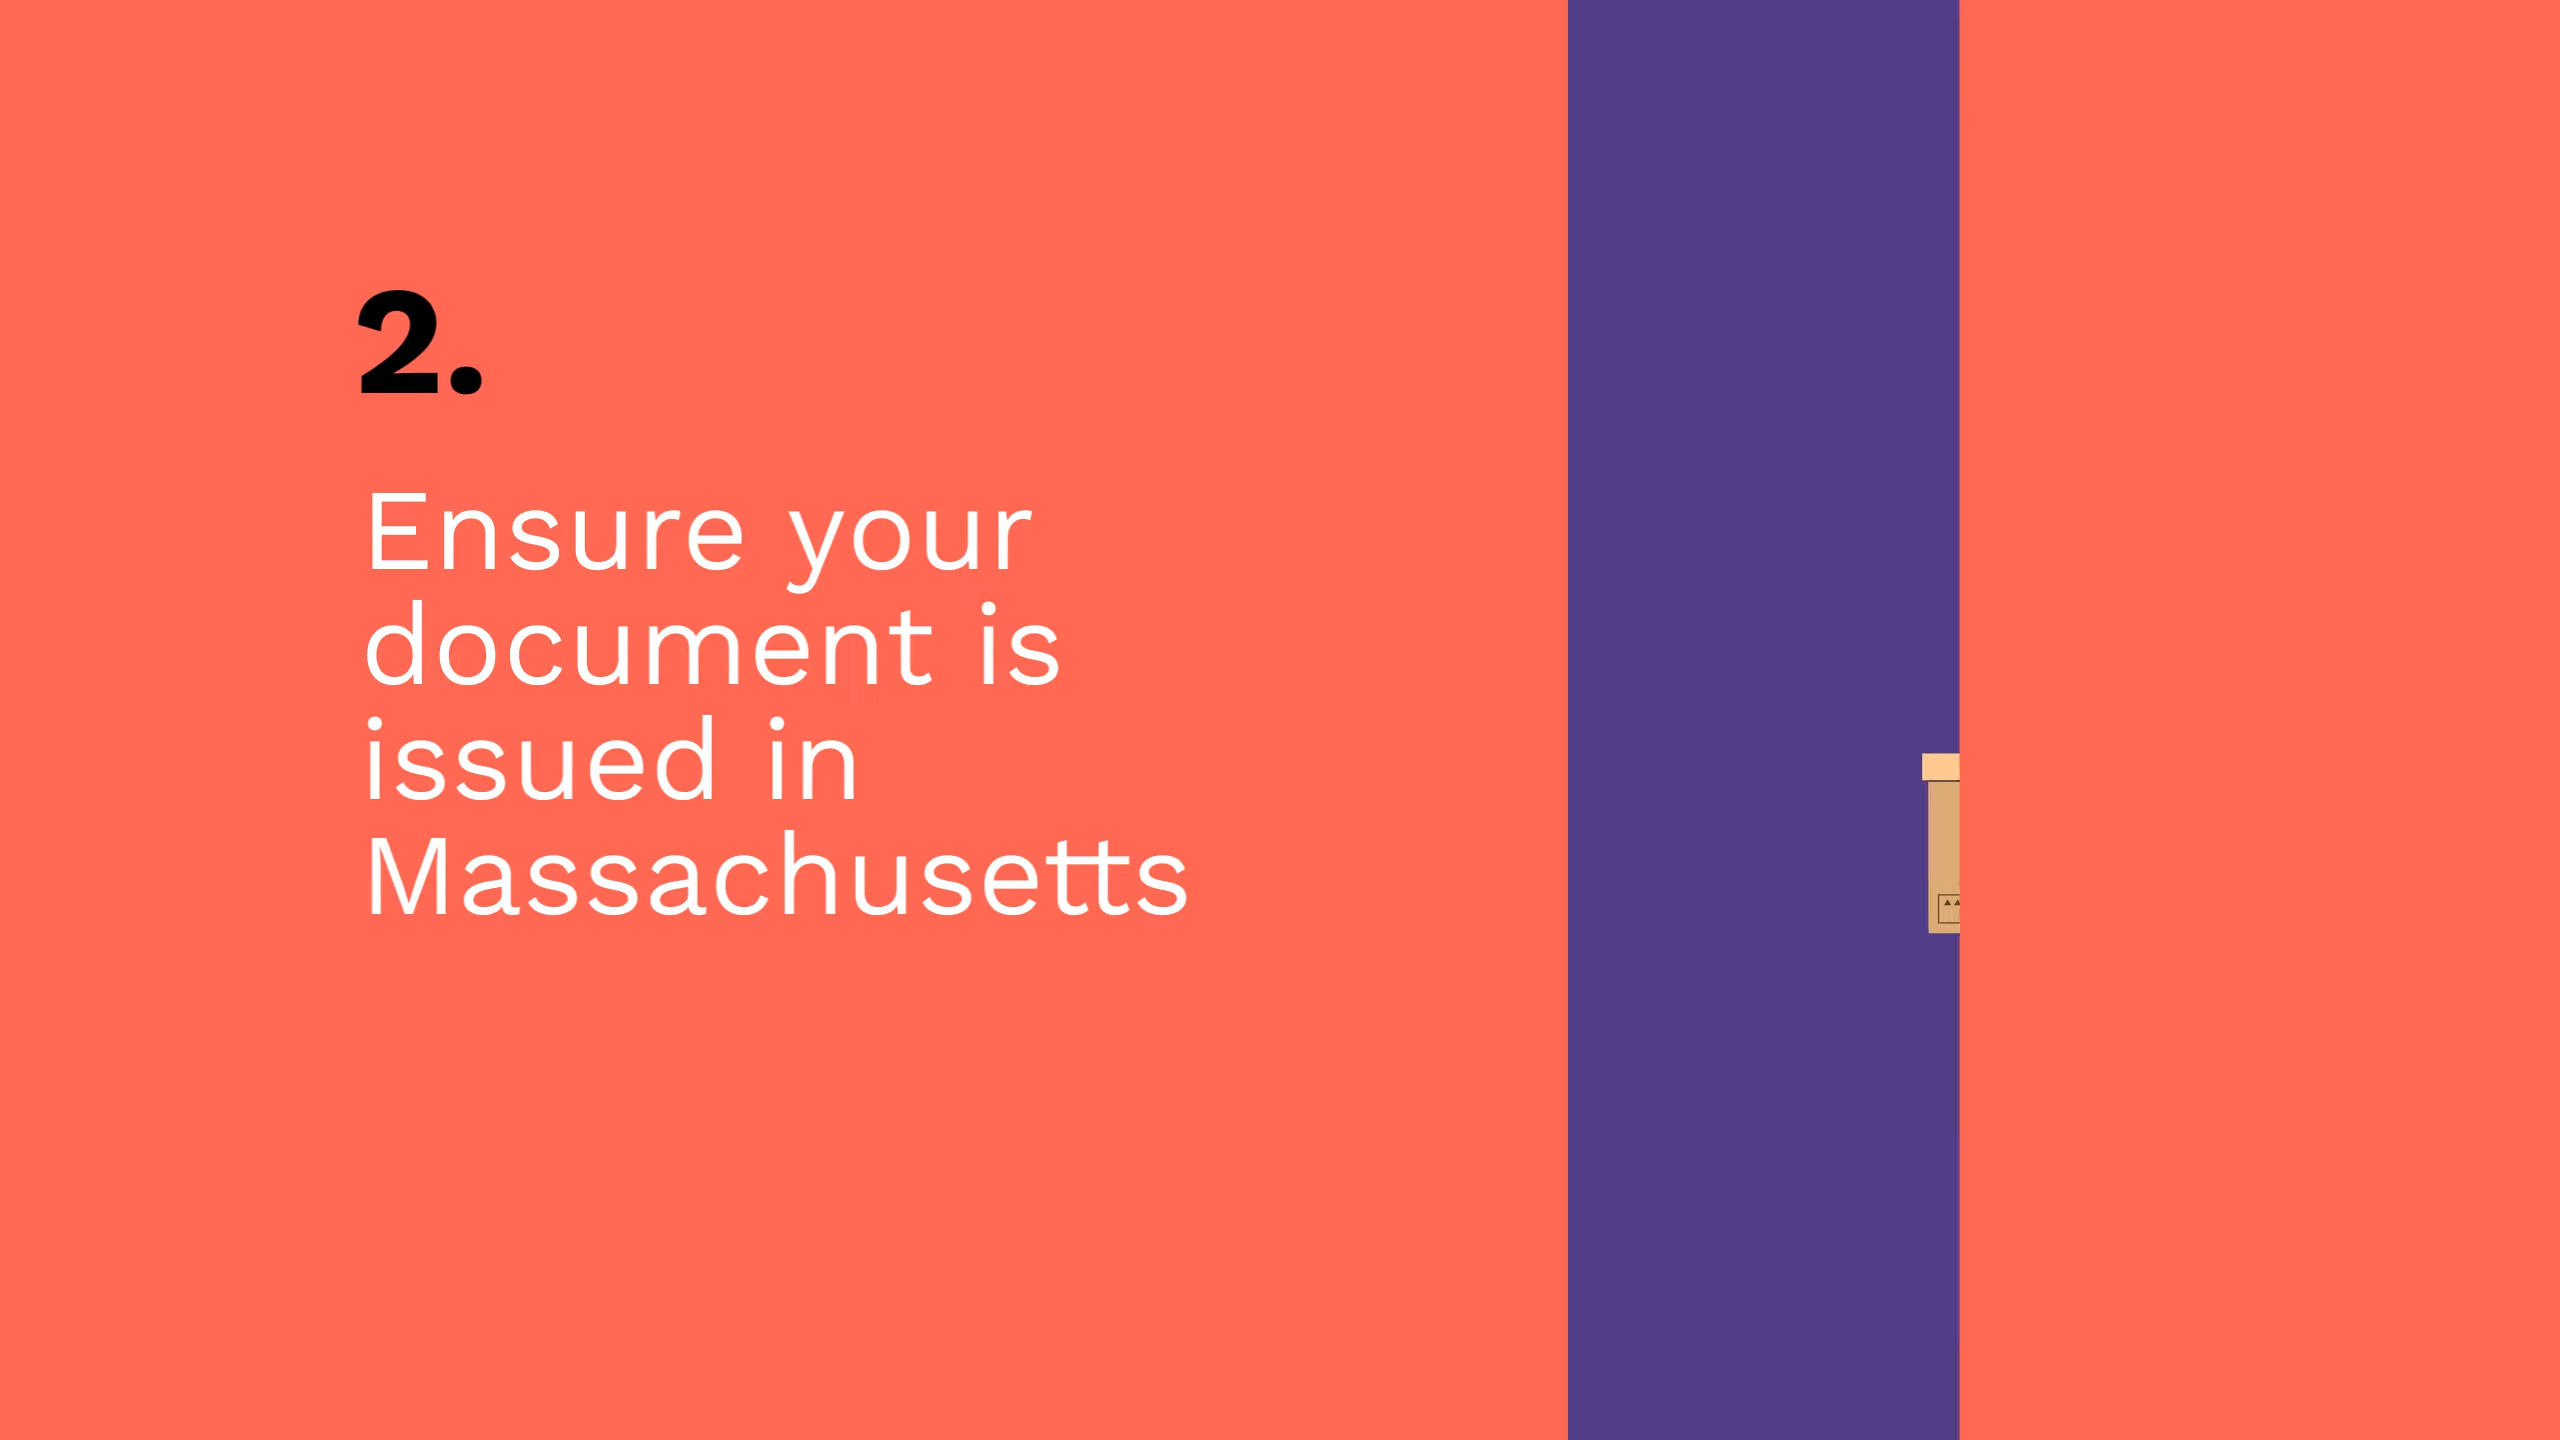 2.
Ensure your
document is
issued in
Massachusetts